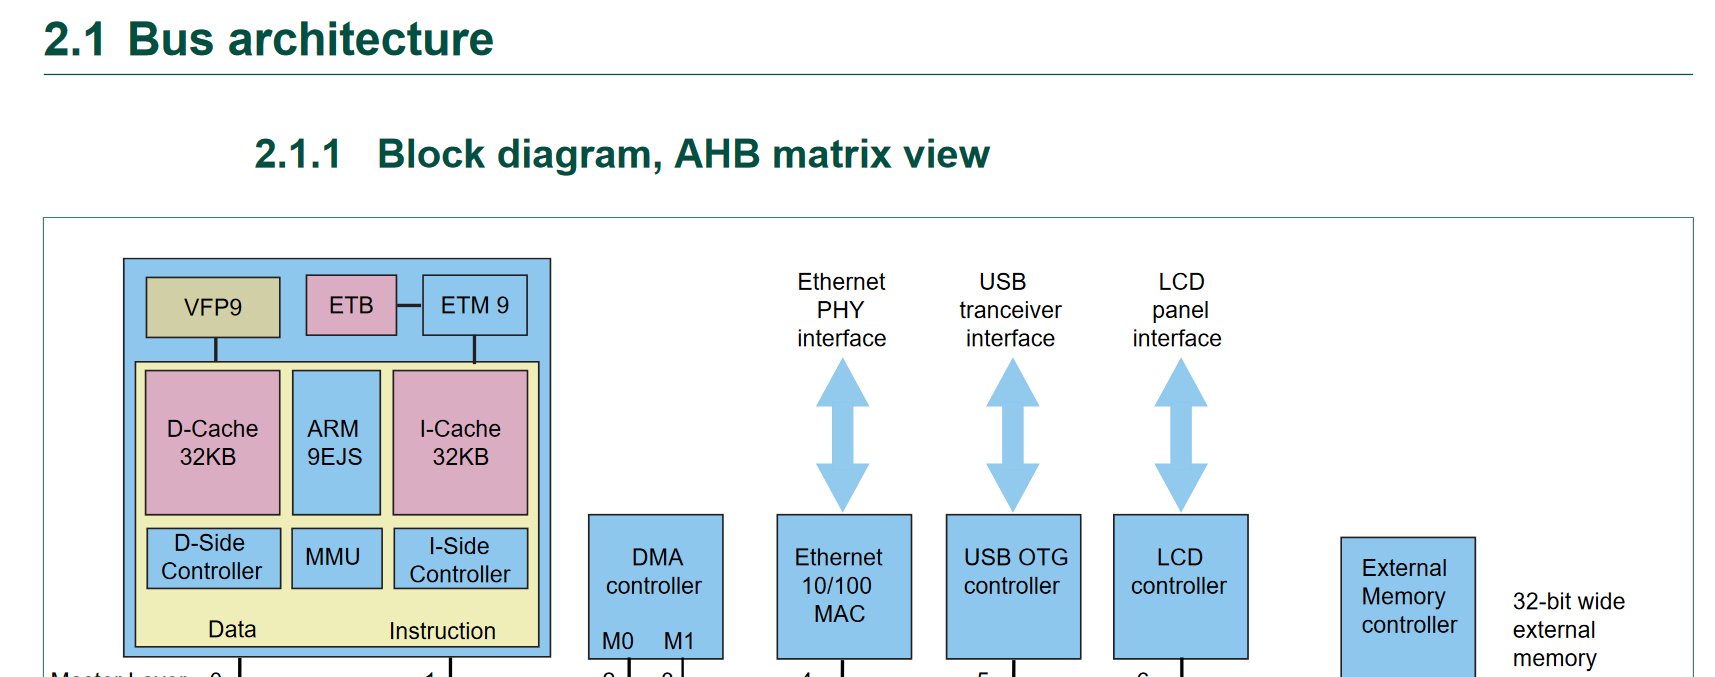 2.1 Bus architecture
2.1.1 Block diagram, AHB matrix view
VFP9
ETB
ETM 9
D-Cache
32KB
ARM
9EJS
I-Cache
32KB
D-Side
Controller
MMU
I-Side
Controller
Data
Instruction
Ethernet
PHY
interface
USB
tranceiver
interface
LCD
panel
interface
DMA
controller
M0 M1
Ethernet
10/100
MAC
USB OTG
controller
LCD
controller
External
Memory
controller
32-bit wide
external
memory